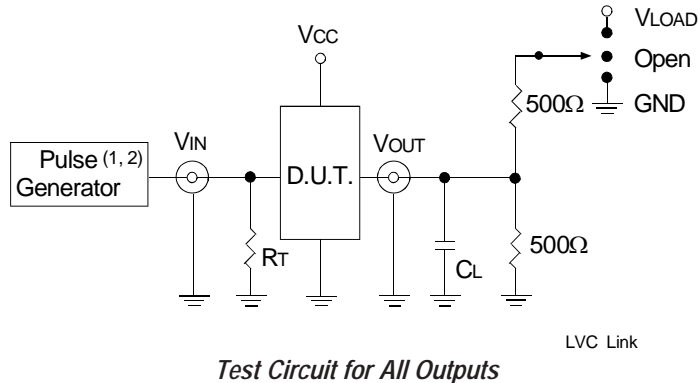 VLOAD
VCC
Open
500Ω
GND
VIN
VOUT
Pulse (1, 2)
Generator
D.U.T.
RT
CL
500Ω
LVC Link
Test Circuit for All Outputs